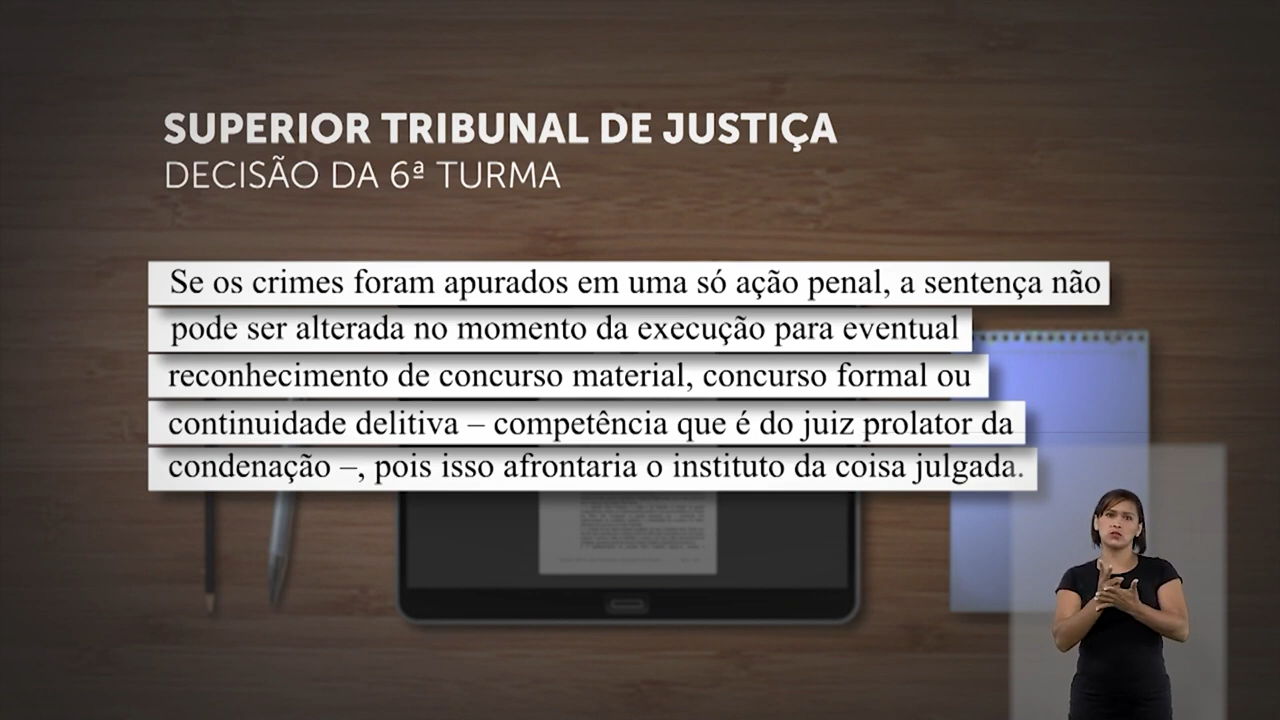 SUPERIOR TRIBUNAL DE JUSTIÇA
DECISÃO DA 6ª TURMA
Se os crimes foram apurados em uma só ação penal, a sentença não
pode ser alterada no momento da execução para eventual
reconhecimento de concurso material, concurso formal ou
continuidade delitiva – competência que é do juiz prolator da
condenação –, pois isso afrontaria o instituto da coisa julgada.